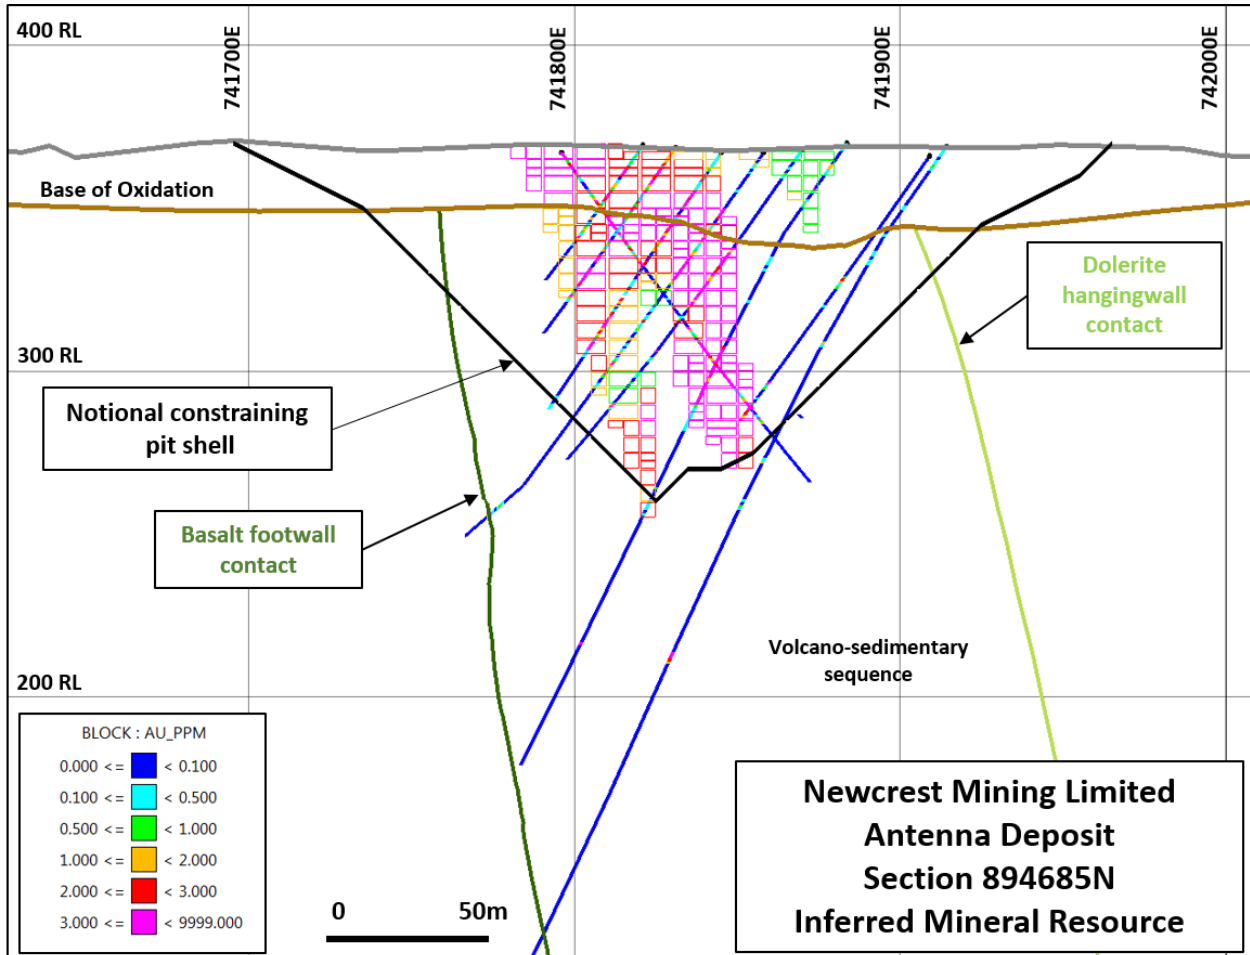 400 RL
741700E
741800E
741900E
742000E
Base of Oxidation
Dolerite
hangingwall
contact
300 RL
Notional constraining
pit shell
Basalt footwall
contact
Volcano-sedimentary
sequence
200 RL
BLOCK : AU_PPM
0.000 <= < 0.100
0.100 <= < 0.500
0.500 <= < 1.000
1.000 <= < 2.000
2.000 <= < 3.000
3.000 <= < 9999.000
0 50m
Newcrest Mining Limited
Antenna Deposit
Section 894685N
Inferred Mineral Resource